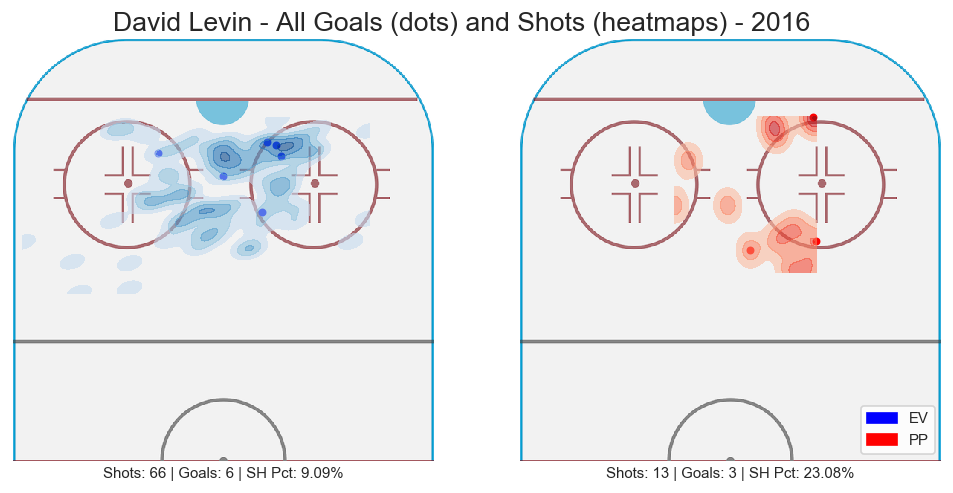 David Levin - All Goals (dots) and Shots (heatmaps) - 2016
EV
PP
Shots: 66 | Goals: 6 | SH Pct: 9.09%
Shots: 13 | Goals: 3 | SH Pct: 23.08%